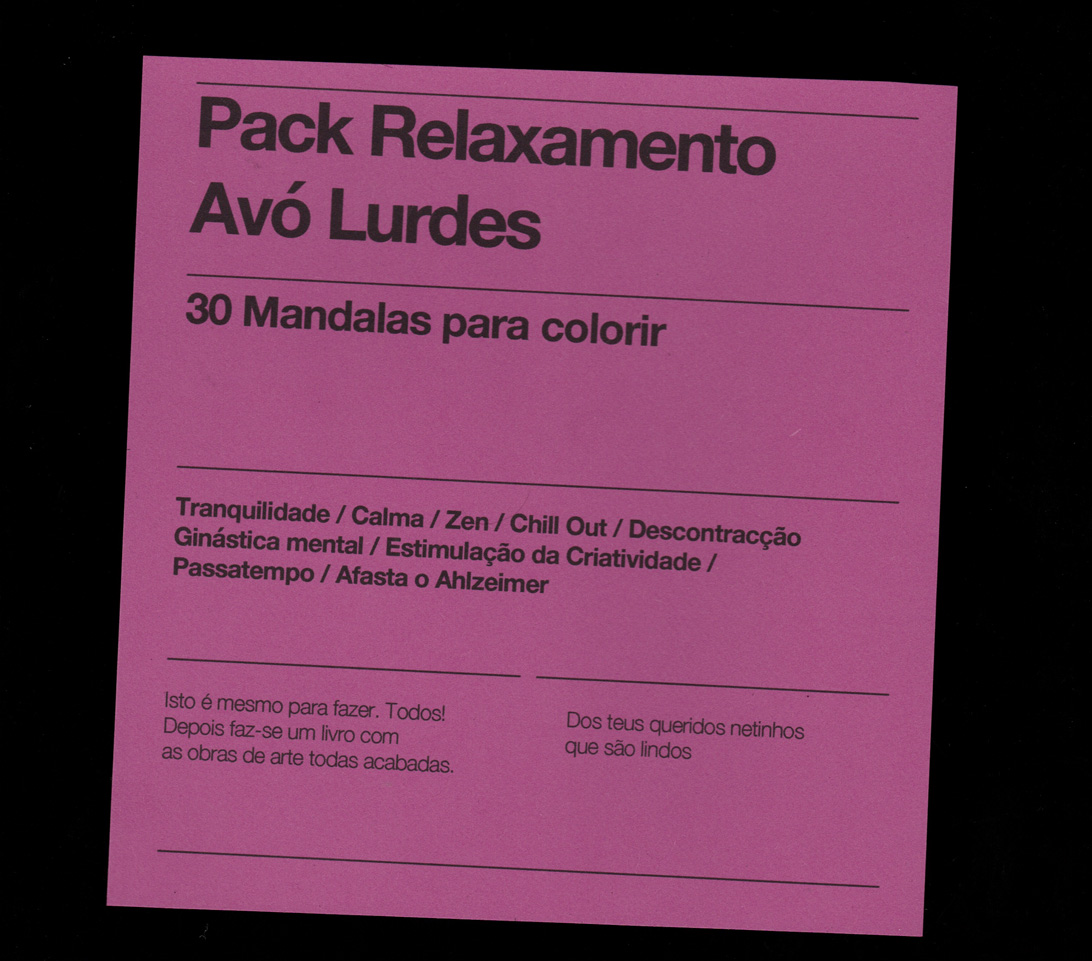 Pack Relaxamento
Avó Lurdes
30 Mandalas para colorir
Tranquilidade / Calma / Zen / Chill Out / Descontracção
Ginástica mental / Estimulação da Criatividade /
Passatempo / Afasta o Ahlzeimer
Isto é mesmo para fazer. Todos!
Depois faz-se um livro com
as obras de arte todas acabadas.
Dos teus queridos netinhos
que são lindos